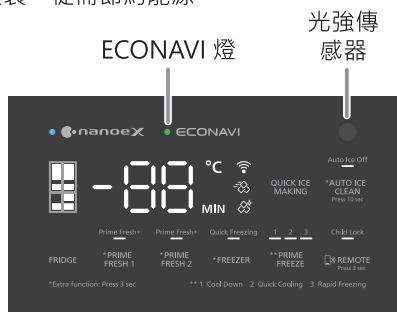 從而節約能源
光強傳
感器
ECONAVI 燈
nanoeX ECONAVI
Auto Ice Off
-88 °C
MIN
QUICK ICE
MAKING
*AUTO ICE
CLEAN
Press 10 sec
Prime Fresh+ Prime Fresh+ Quick Freezing 1 2 3 Child Lock
FRIDGE
*PRIME
FRESH 1
*PRIME
FRESH 2
*FREEZER
**PRIME
FREEZE
REMOTE
Press 3 sec
*Extra function: Press 3 sec
** 1 Cool Down 2 Quick Cooling 3 Rapid Freezing